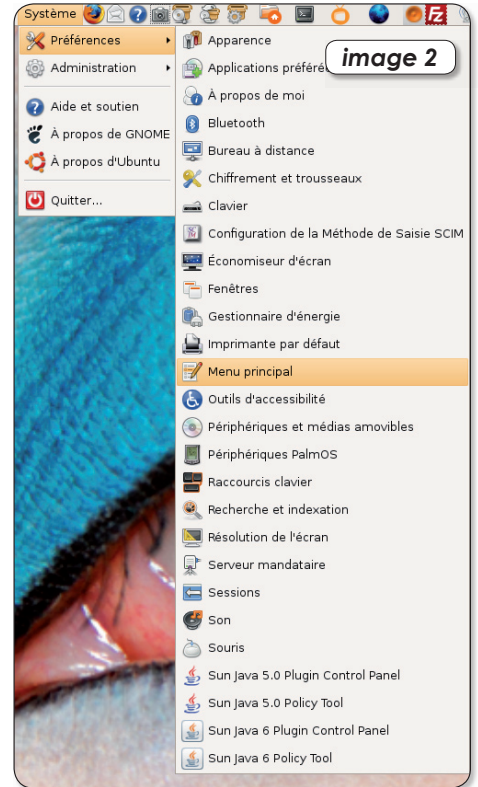 Système
Préférences
Administration
Aide et soutien
À propos de GNOME
À propos d'Ubuntu
Quitter...
image 2
Apparence
Applications préféré
À propos de moi
Bluetooth
Bureau à distance
Chiffrement et trousseaux
Clavier
Configuration de la Méthode de Saisie SCIM
Économiseur d'écran
Fenêtres
Gestionnaire d'énergie
Imprimante par défaut
Menu principal
Outils d'accessibilité
Périphériques et médias amovibles
Périphériques PalmOS
Raccourcis clavier
Recherche et indexation
Résolution de l'écran
Serveur mandataire
Sessions
Son
Souris
Sun Java 5.0 Plugin Control Panel
Sun Java 5.0 Policy Tool
Sun Java 6 Plugin Control Panel
Sun Java 6 Policy Tool